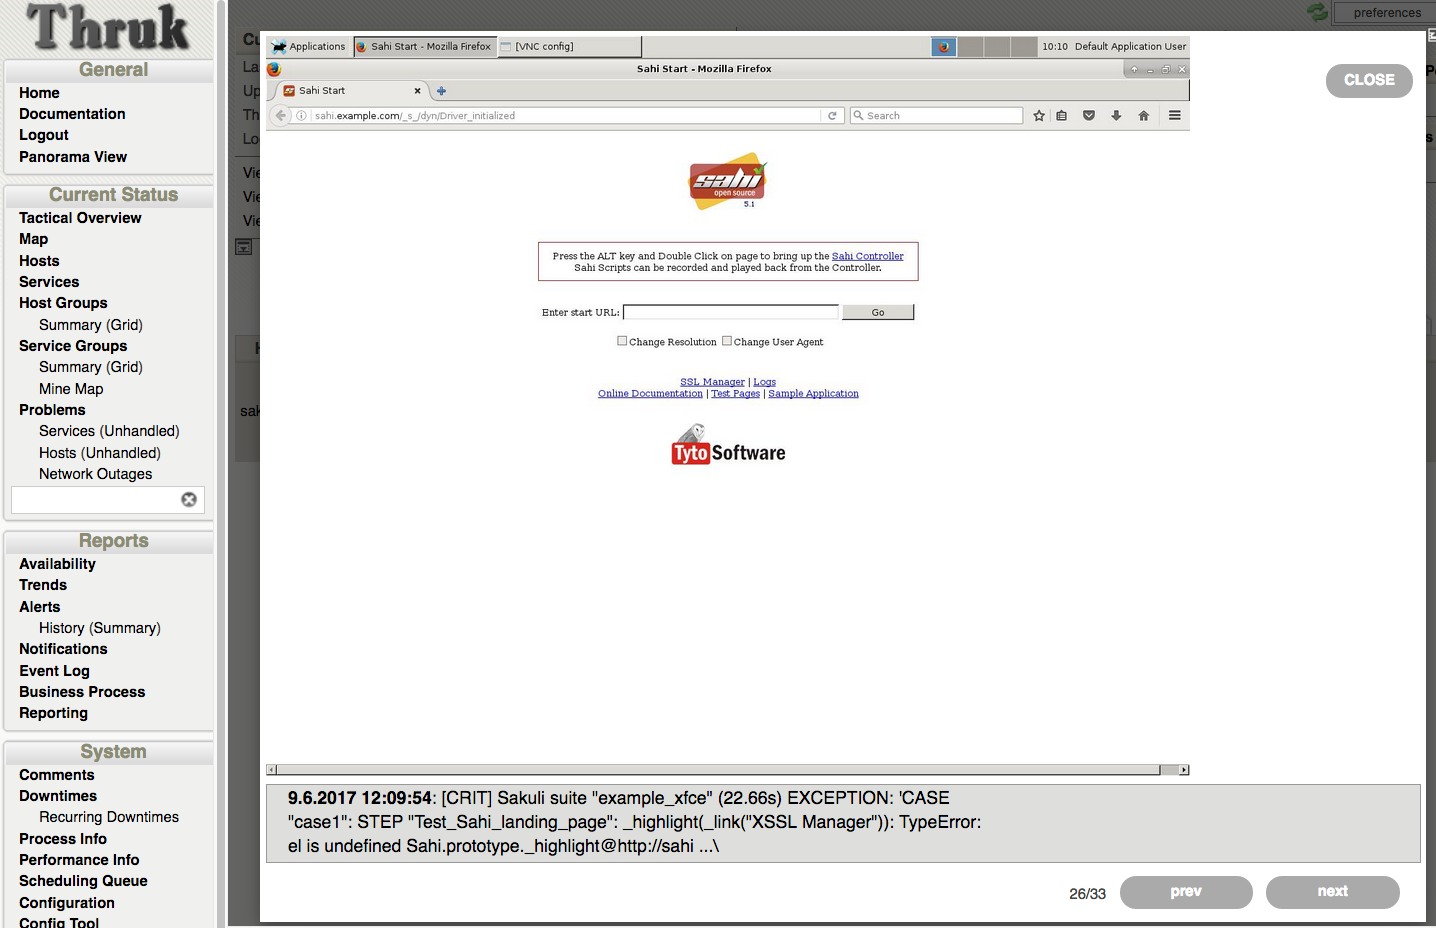 Thruk
General
Home
Documentation
Logout
Panorama View
Current Status
Tactical Overview
Map
Hosts
Services
Host Groups
Summary (Grid)
Service Groups
Summary (Grid)
Mine Map
Problems
Services (Unhandled)
Hosts (Unhandled)
Network Outages
Reports
Availability
Trends
Alerts
History (Summary)
Notifications
Event Log
Business Process
Reporting
System
Comments
Downtimes
Recurring Downtimes
Process Info
Performance Info
Scheduling Queue
Configuration
Config Tool
preferences
CLOSE
Applications
Sahi Start - Mozilla Firefox
[VNC config]
10:10 Default Application User
Sahi Start - Mozilla Firefox
Sahi Start
sahi.example.com/_s_/dyn/Driver_initialized
Search
sahi
open source
5.1
Press the ALT key and Double Click on page to bring up the Sahi Controller
Sahi Scripts can be recorded and played back from the Controller.
Enter start URL:
Go
Change Resolution Change User Agent
SSL Manager | Logs
Online Documentation | Test Pages | Sample Application
Tyto Software
9.6.2017 12:09:54: [CRIT] Sakuli suite "example_xfce" (22.66s) EXCEPTION: 'CASE
"case1": STEP "Test_Sahi_landing_page": _highlight(_link("XSSL Manager")): TypeError:
el is undefined Sahi.prototype._highlight@http://sahi ...\
26/33
prev
next